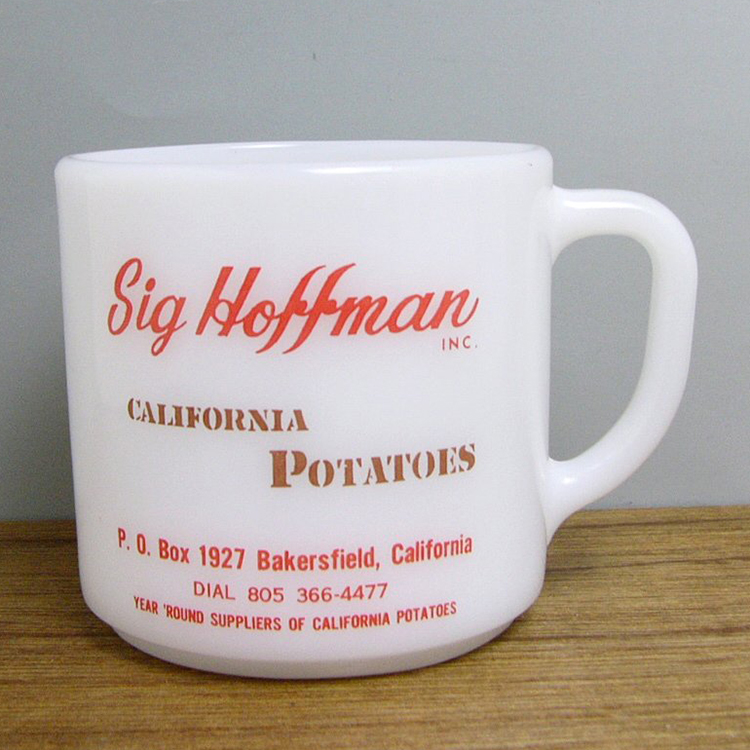 Sig Hoffman
INC.
CALIFORNIA
POTATOES
P. O. Box 1927 Bakersfield, California
DIAL 805 366-4477
YEAR 'ROUND SUPPLIERS OF CALIFORNIA POTATOES